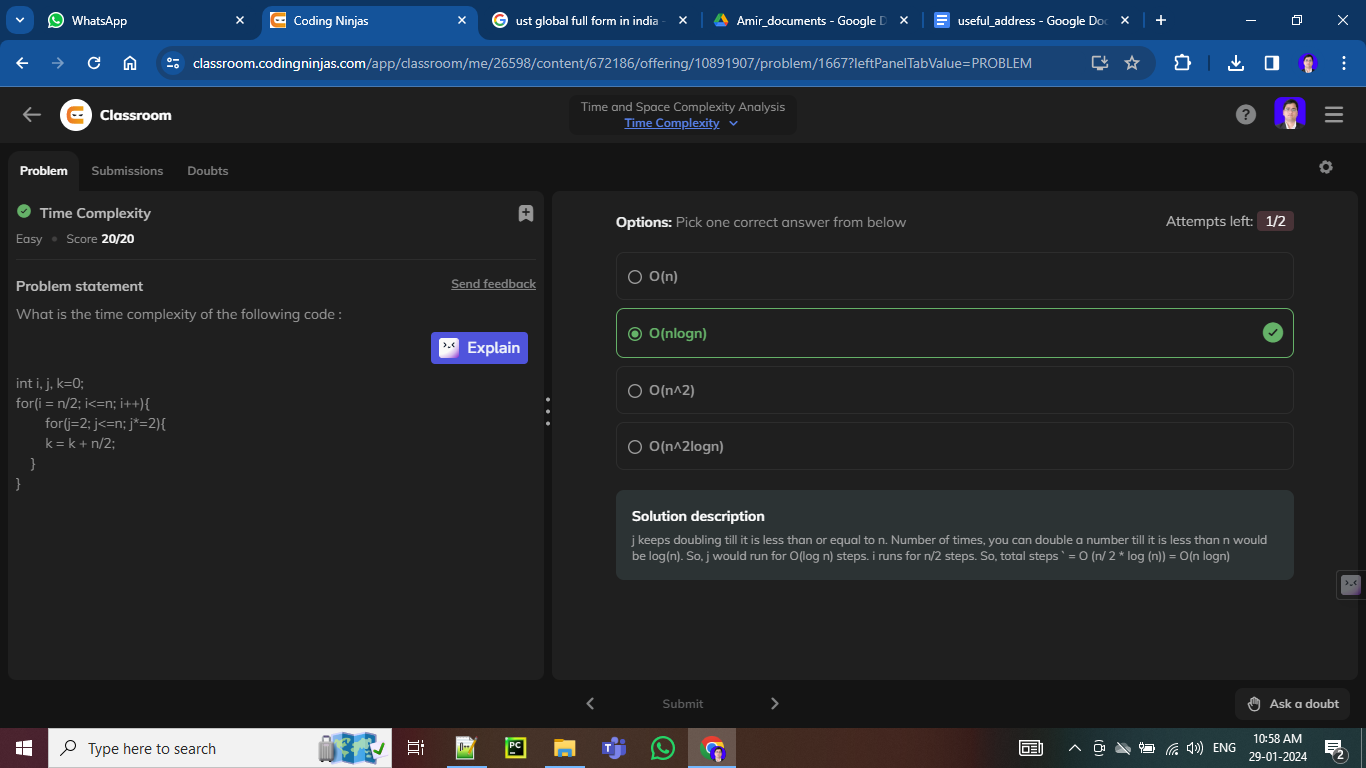 WhatsApp
Coding Ninjas
ust global full form in india -
Amir_documents - Google D
useful_address - Google Doc
classroom.codingninjas.com/app/classroom/me/26598/content/672186/offering/10891907/problem/1667?leftPanelTabValue=PROBLEM
Classroom
Time and Space Complexity Analysis
Time Complexity
Problem
Submissions
Doubts
Time Complexity
Easy • Score 20/20
Problem statement
Send feedback
What is the time complexity of the following code :
Explain
int i, j, k=0;
for(i = n/2; i<=n; i++){
for(j=2; j<=n; j*=2){
k = k + n/2;
}
}
Options: Pick one correct answer from below
Attempts left: 1/2
O(n)
O(nlogn)
O(n^2)
O(n^2logn)
Solution description
j keeps doubling till it is less than or equal to n. Number of times, you can double a number till it is less than n would
be log(n). So, j would run for O(log n) steps. i runs for n/2 steps. So, total steps ` = O (n/ 2 * log (n)) = O(n logn)
Submit
Ask a doubt
Type here to search
ENG
10:58 AM
29-01-2024
2